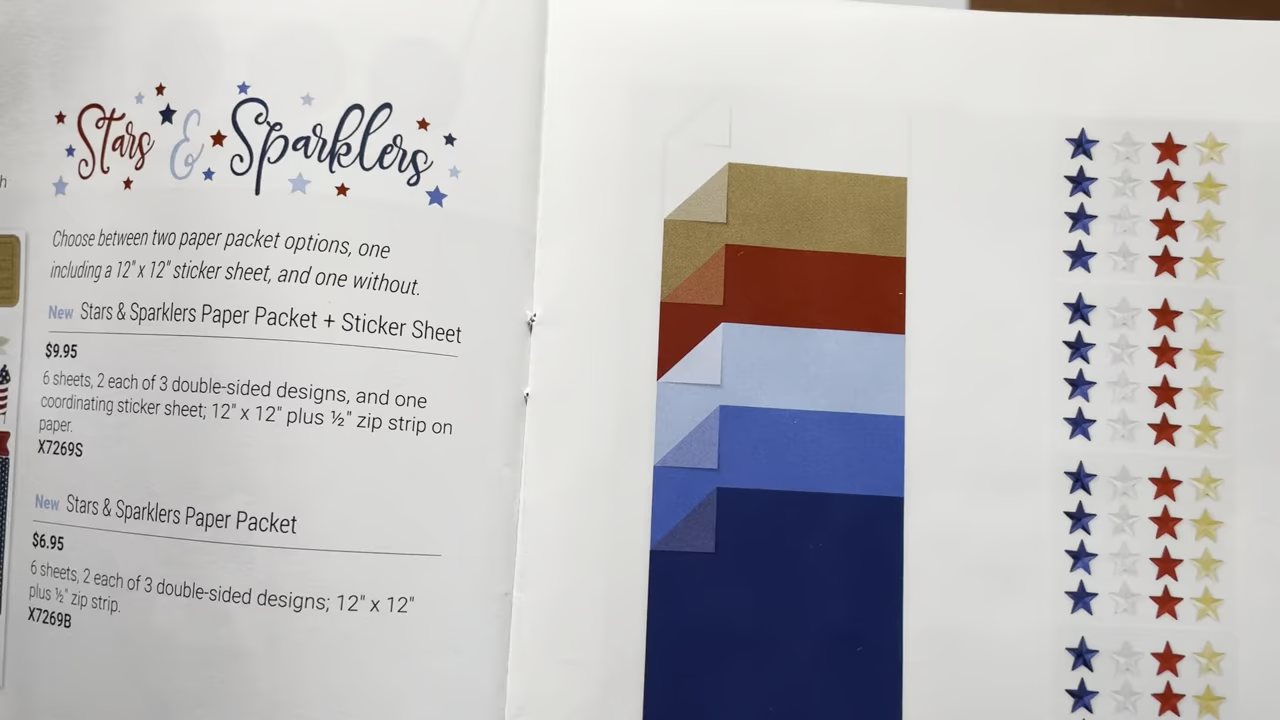 h
Stars & Sparklers
Choose between two paper packet options, one
including a 12" x 12" sticker sheet, and one without.
New Stars & Sparklers Paper Packet + Sticker Sheet
$9.95
6 sheets, 2 each of 3 double-sided designs, and one
coordinating sticker sheet; 12" x 12" plus ½" zip strip on
paper.
X7269S
New Stars & Sparklers Paper Packet
$6.95
6 sheets, 2 each of 3 double-sided designs; 12" x 12"
plus ½" zip strip.
X7269B